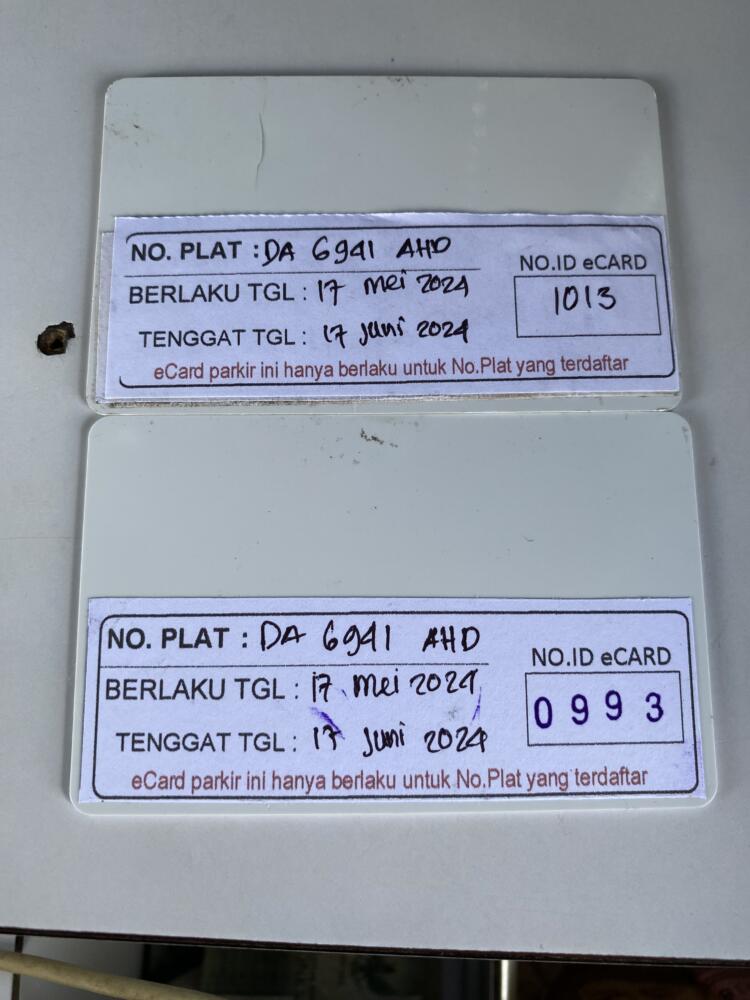 NO. PLAT : DA 6941 AHD
NO.ID eCARD
BERLAKU TGL : 17 mei 2024
1013
TENGGAT TGL : 17 juni 2024
eCard parkir ini hanya berlaku untuk No.Plat yang terdaftar
NO. PLAT : DA 6941 AHD
NO.ID eCARD
BERLAKU TGL : 17 mei 2024
0993
TENGGAT TGL : 17 juni 2024
eCard parkir ini hanya berlaku untuk No.Plat yang terdaftar